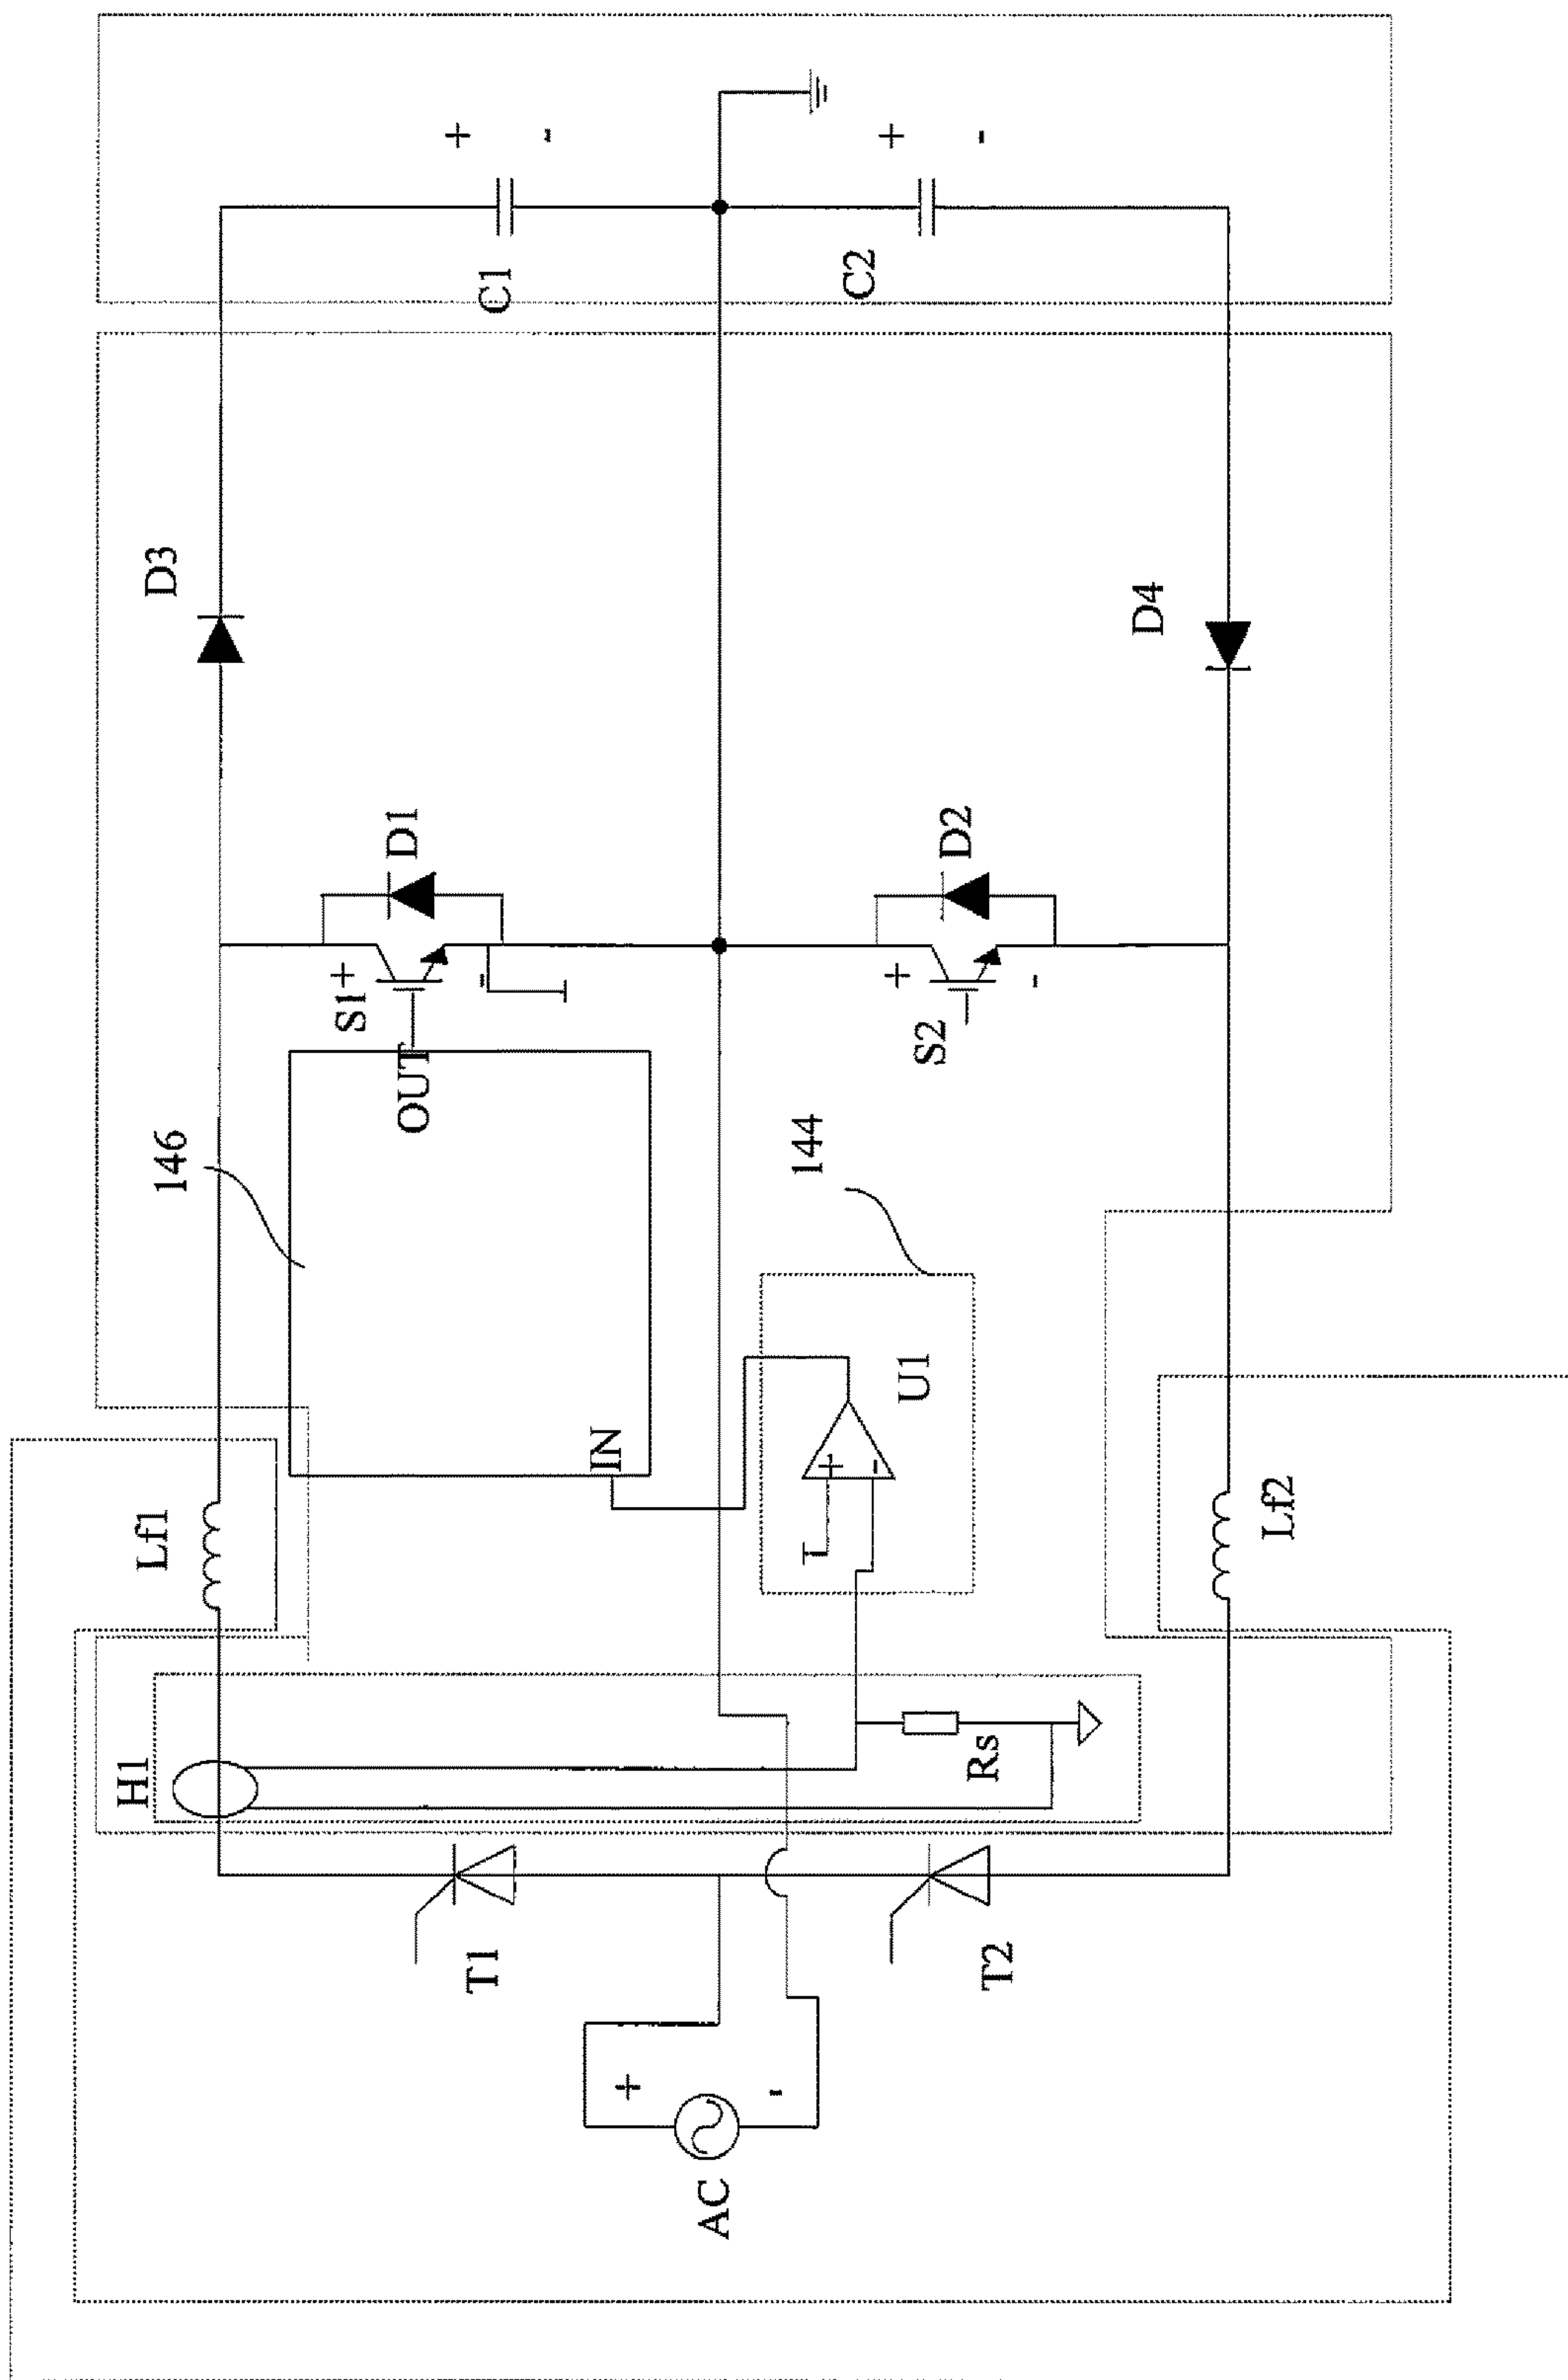 Lf1
D3
H1
146
S1
+
-
D1
OUT
IN
C1
+
-
T1
AC
+
-
144
U1
+
-
Rs
S2
+
-
D2
C2
+
-
T2
D4
Lf2